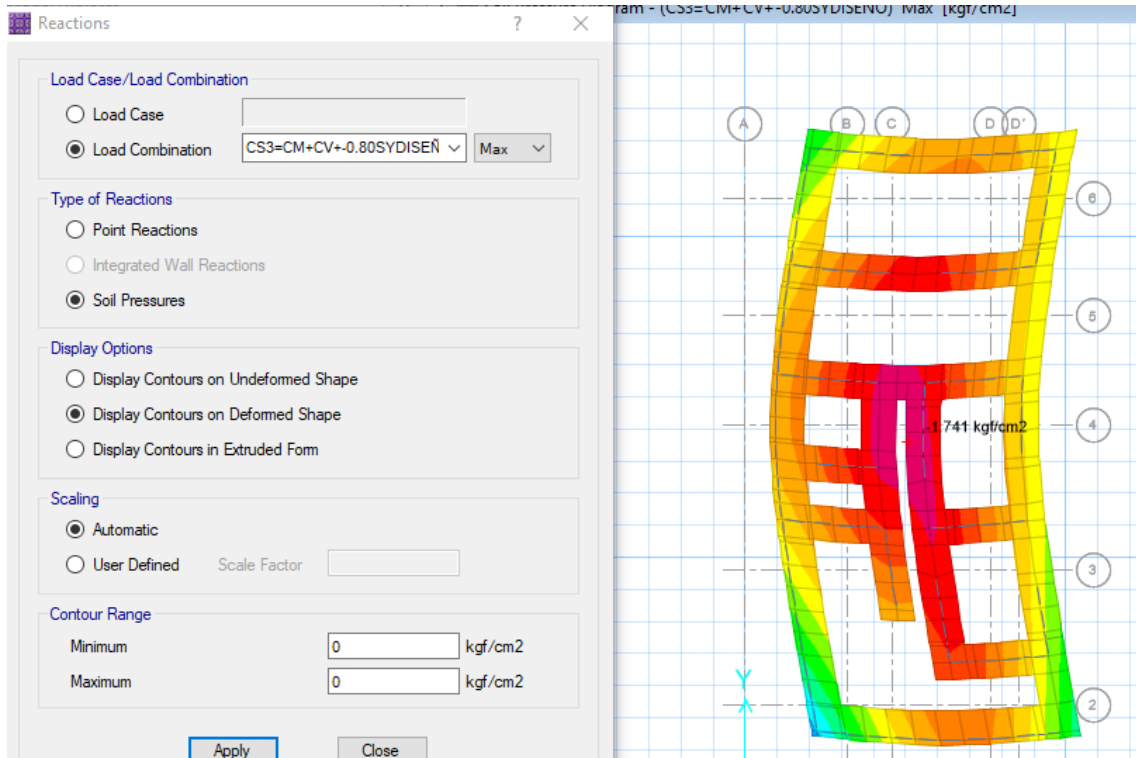 Reactions
? ×
- (CS3=CM+CV+-0.80SYDISEÑO) Max [kgf/cm2]
Load Case/Load Combination
Load Case
Load Combination CS3=CM+CV+-0.80SYDISEÑ Max
Type of Reactions
Point Reactions
Integrated Wall Reactions
Soil Pressures
Display Options
Display Contours on Undeformed Shape
Display Contours on Deformed Shape
Display Contours in Extruded Form
Scaling
Automatic
User Defined Scale Factor
Contour Range
Minimum 0 kgf/cm2
Maximum 0 kgf/cm2
Apply Close
A B C D D'
6
5
4
-1.741 kgf/cm2
3
Y
2